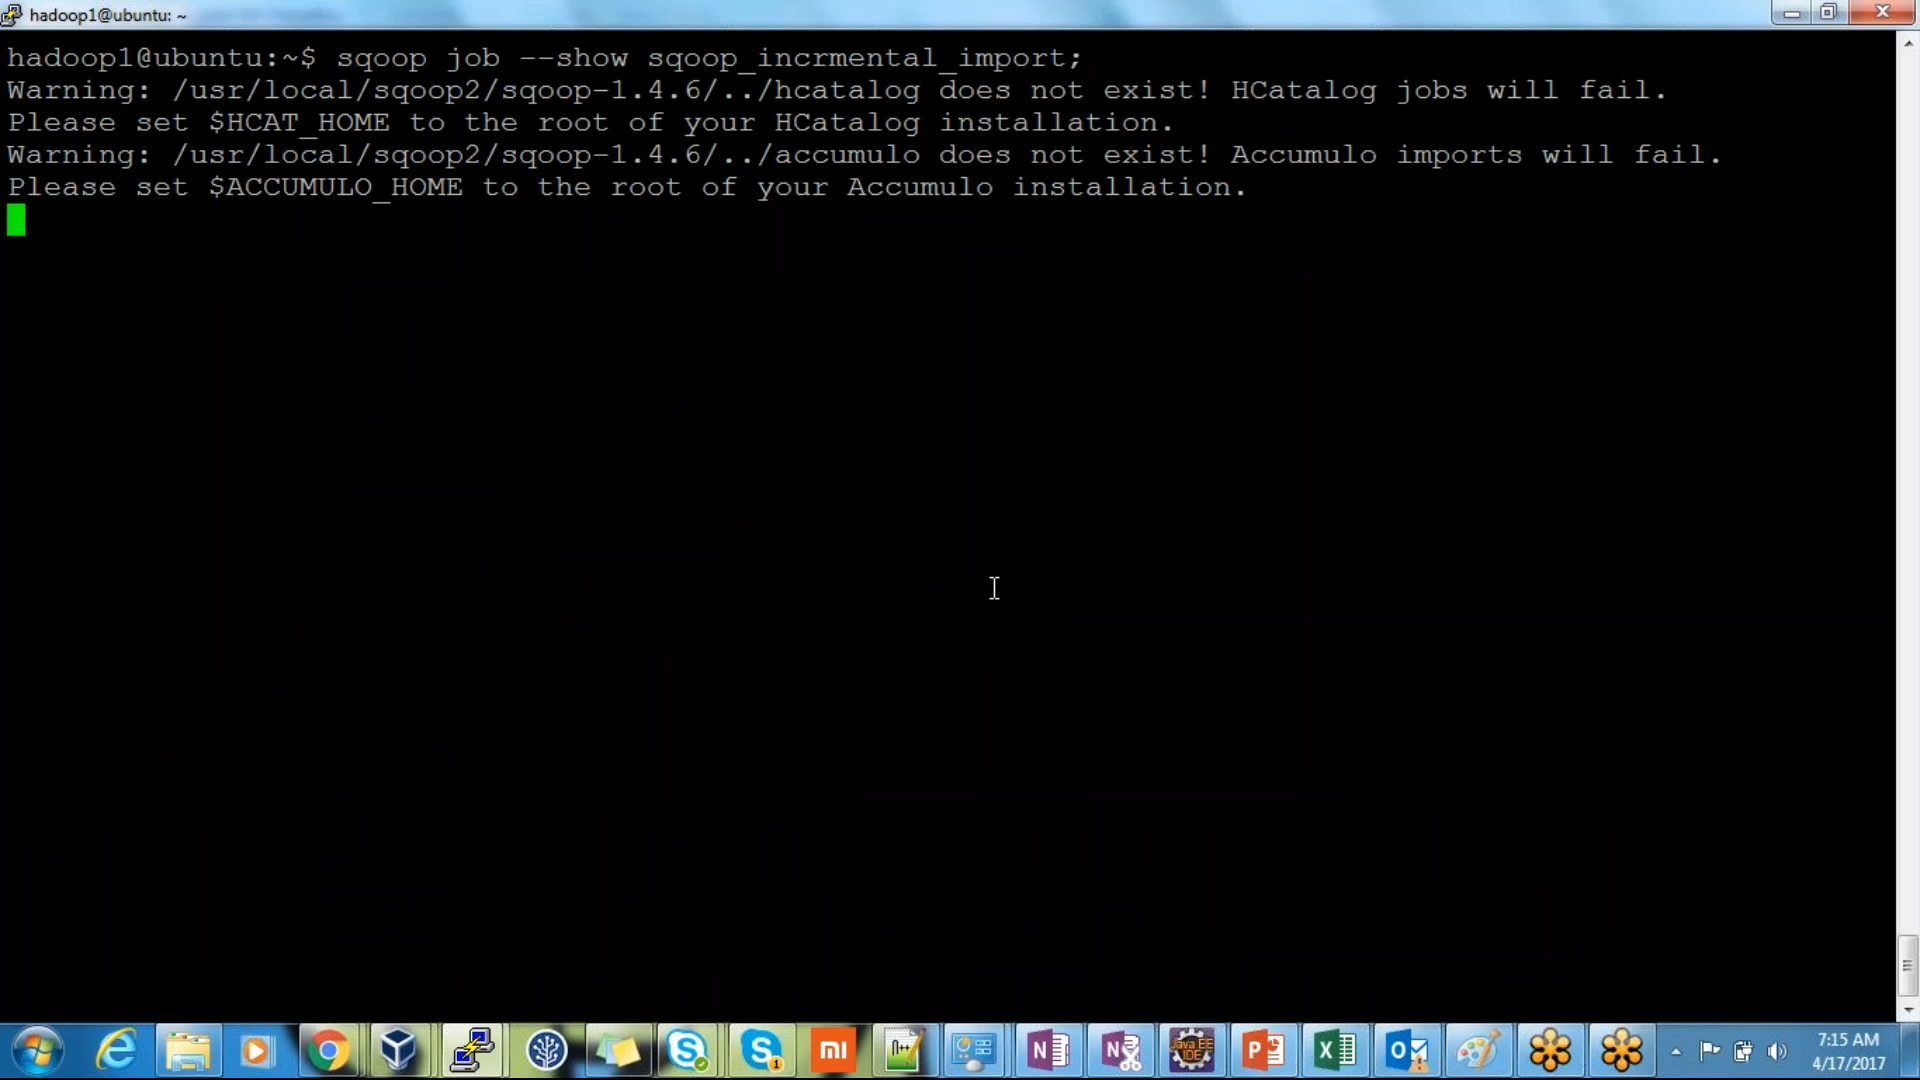 hadoop1@ubuntu: ~
hadoop1@ubuntu:~$ sqoop job --show sqoop_incrmental_import;
Warning: /usr/local/sqoop2/sqoop-1.4.6/../hcatalog does not exist! HCatalog jobs will fail.
Please set $HCAT_HOME to the root of your HCatalog installation.
Warning: /usr/local/sqoop2/sqoop-1.4.6/../accumulo does not exist! Accumulo imports will fail.
Please set $ACCUMULO_HOME to the root of your Accumulo installation.
7:15 AM
4/17/2017